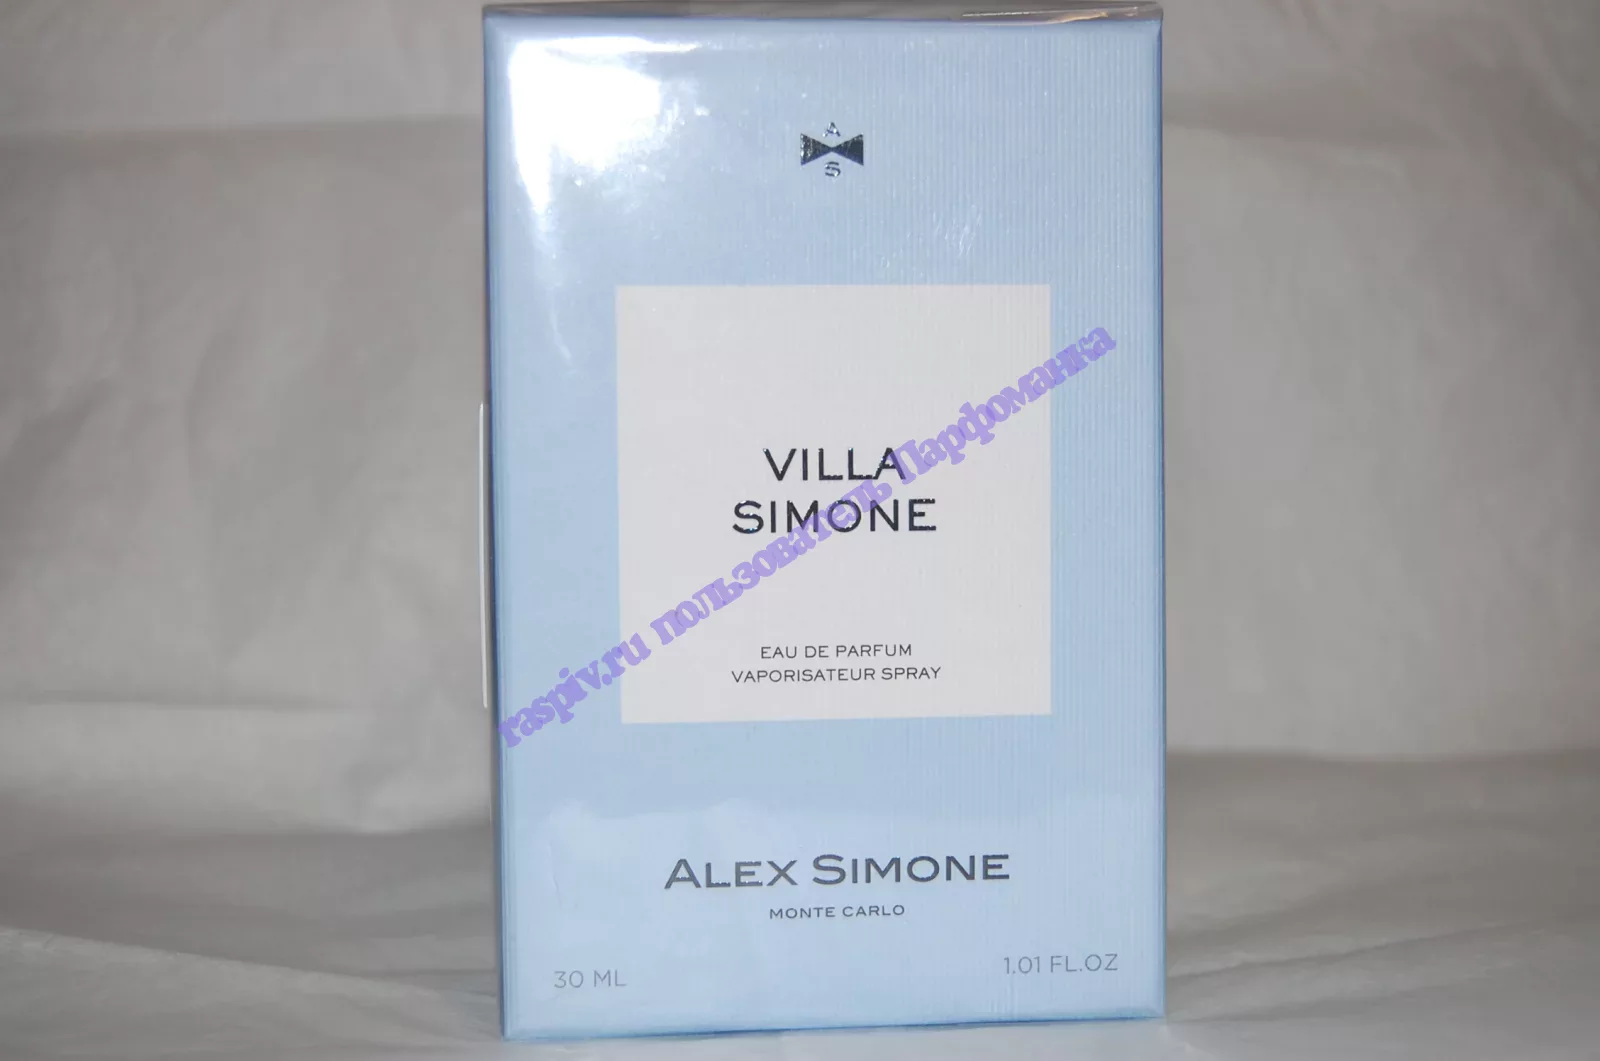 A
S
VILLA
SIMONE
EAU DE PARFUM
VAPORISATEUR SPRAY
raspiv.ru пользователь Парфоманка
ALEX SIMONE
MONTE CARLO
30 ML
1.01 FL.OZ